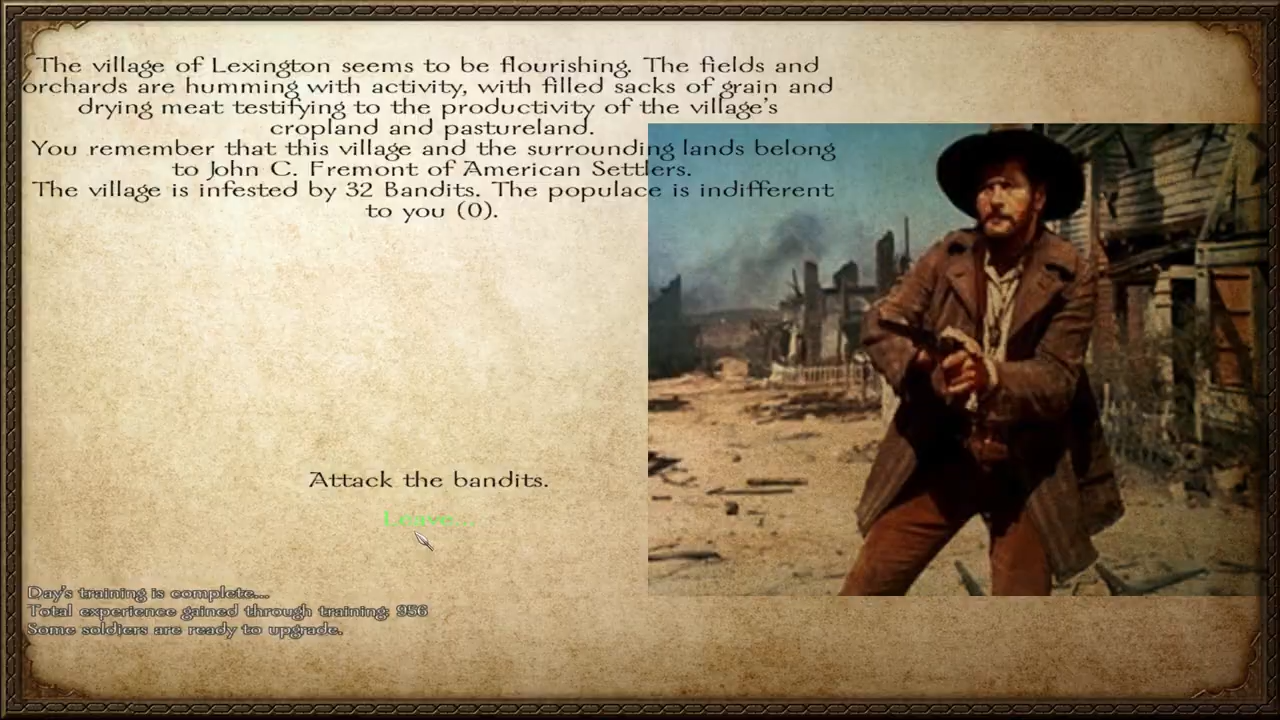 The village of Lexington seems to be flourishing. The fields and
orchards are humming with activity, with filled sacks of grain and
drying meat testifying to the productivity of the village's
cropland and pastureland.
You remember that this village and the surrounding lands belong
to John C. Fremont of American Settlers.
The village is infested by 32 Bandits. The populace is indifferent
to you (0).
Attack the bandits.
Leave...
Day's training is complete...
Total experience gained through training: 956
Some soldiers are ready to upgrade.